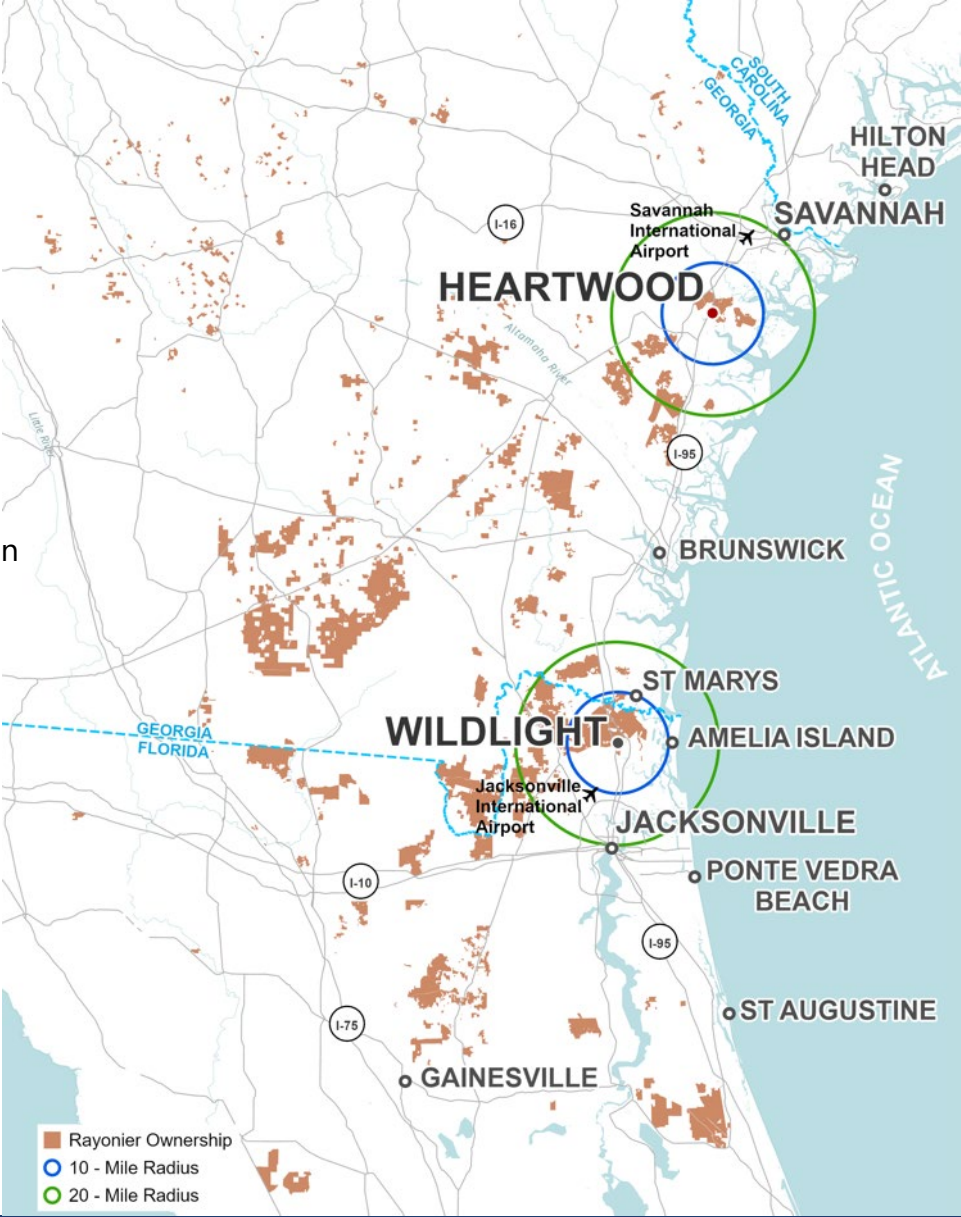 SOUTH
CAROLINA
GEORGIA
HILTON
HEAD
SAVANNAH
Savannah
International
Airport
I-16
HEARTWOOD
Altamaha River
Little River
I-95
ATLANTIC OCEAN
n
BRUNSWICK
ST MARYS
WILDLIGHT
AMELIA ISLAND
GEORGIA
FLORIDA
Jacksonville
International
Airport
JACKSONVILLE
PONTE VEDRA
BEACH
I-10
I-95
ST AUGUSTINE
I-75
GAINESVILLE
Rayonier Ownership
10 - Mile Radius
20 - Mile Radius